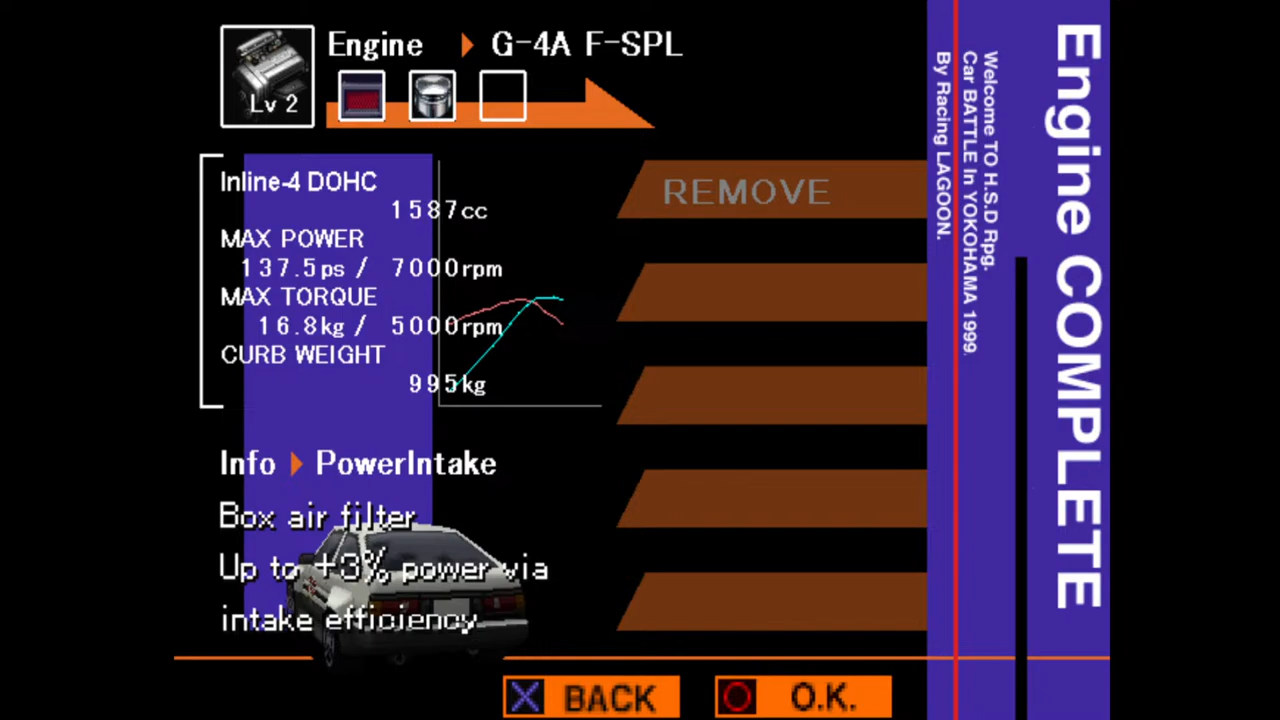 Engine
G-4A F-SPL
Lv 2
Inline-4 DOHC
1587cc
MAX POWER
137.5ps / 7000rpm
MAX TORQUE
16.8kg / 5000rpm
CURB WEIGHT
995kg
REMOVE
Info
PowerIntake
Box air filter
Up to +3% power via
intake efficiency
BACK
O.K.
Welcome TO H.S.D Rpg.
Car BATTLE In YOKOHAMA 1999.
By Racing LAGOON.
Engine COMPLETE